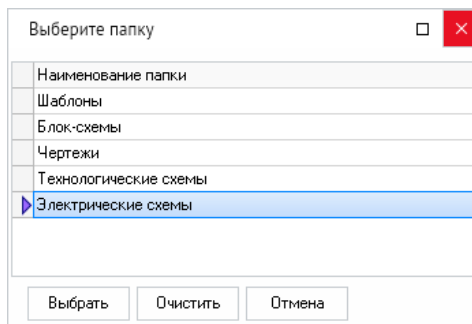 Выберите папку
Наименование папки
Шаблоны
Блок-схемы
Чертежи
Технологические схемы
Электрические схемы
Выбрать Очистить Отмена